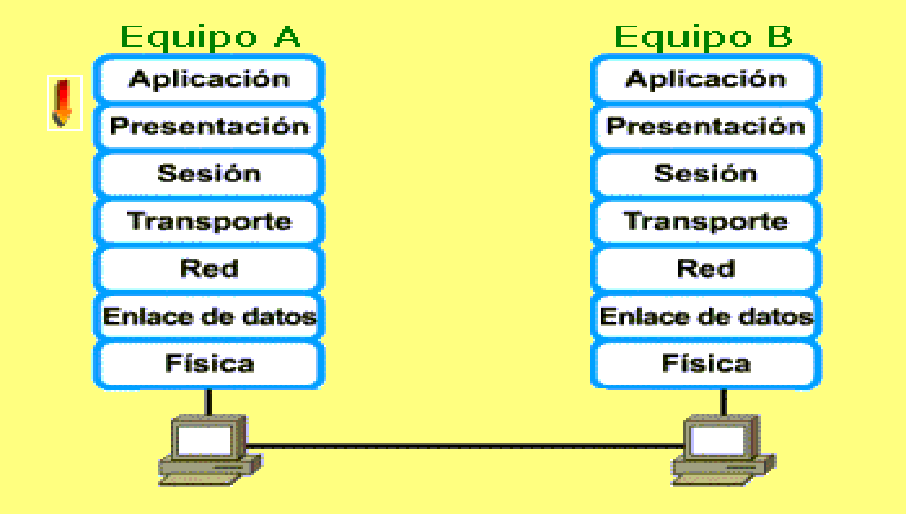 Equipo A
Aplicación
Presentación
Sesión
Transporte
Red
Enlace de datos
Física
Equipo B
Aplicación
Presentación
Sesión
Transporte
Red
Enlace de datos
Física